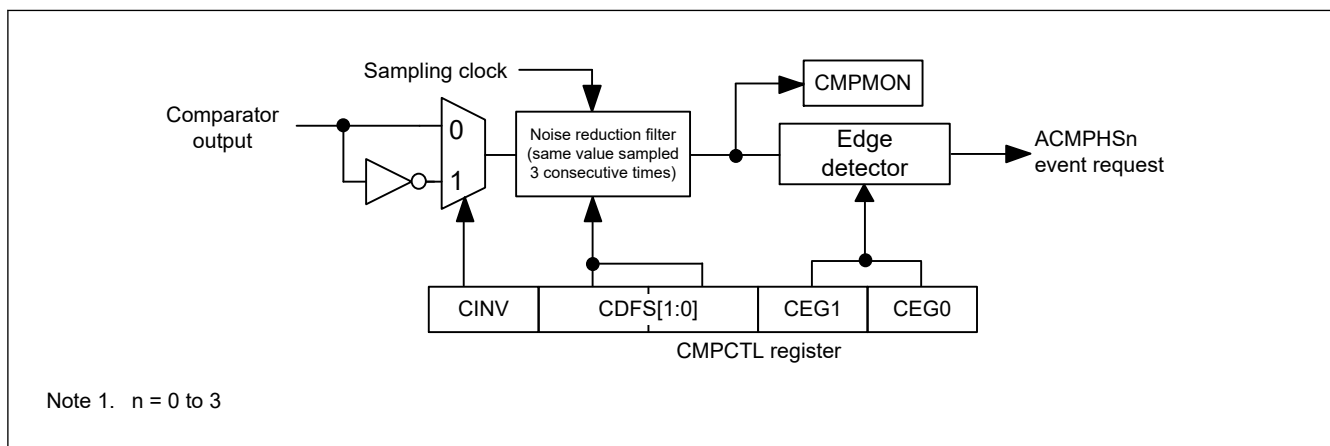 Sampling clock
CMPMON
Comparator
output
0
1
Noise reduction filter
(same value sampled
3 consecutive times)
Edge
detector
ACMPHSn
event request
CINV
CDFS[1:0]
CEG1
CEG0
CMPCTL register
Note 1. n = 0 to 3